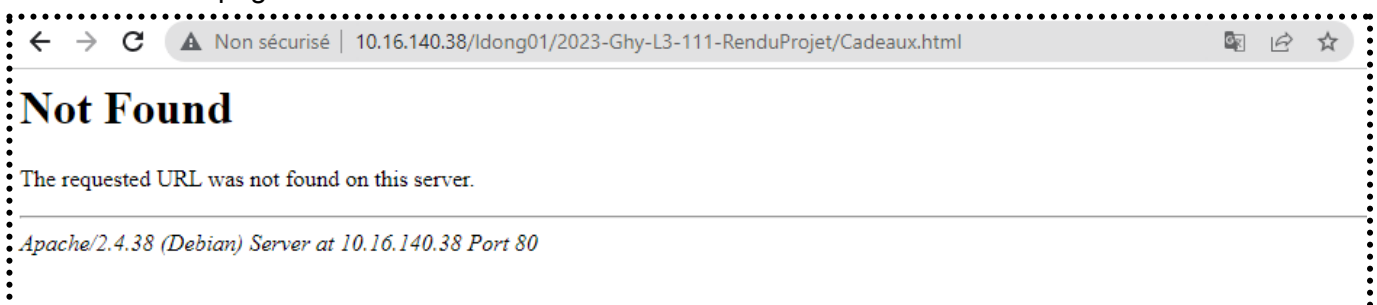 Non sécurisé | 10.16.140.38/ldong01/2023-Ghy-L3-111-RenduProjet/Cadeaux.html
Not Found
The requested URL was not found on this server.
Apache/2.4.38 (Debian) Server at 10.16.140.38 Port 80